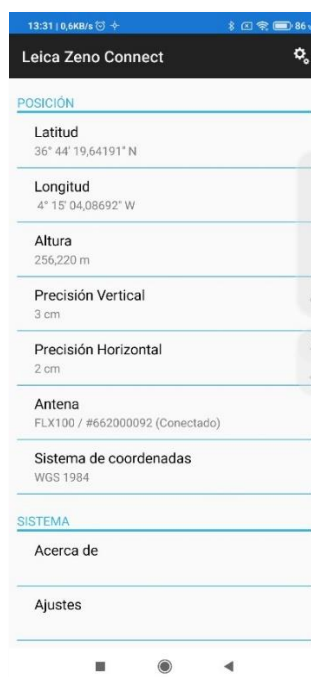 13:31 | 0,6KB/s
86
Leica Zeno Connect
POSICIÓN
Latitud
36° 44' 19,64191" N
Longitud
4° 15' 04,08692" W
Altura
256,220 m
Precisión Vertical
3 cm
Precisión Horizontal
2 cm
Antena
FLX100 / #662000092 (Conectado)
Sistema de coordenadas
WGS 1984
SISTEMA
Acerca de
Ajustes